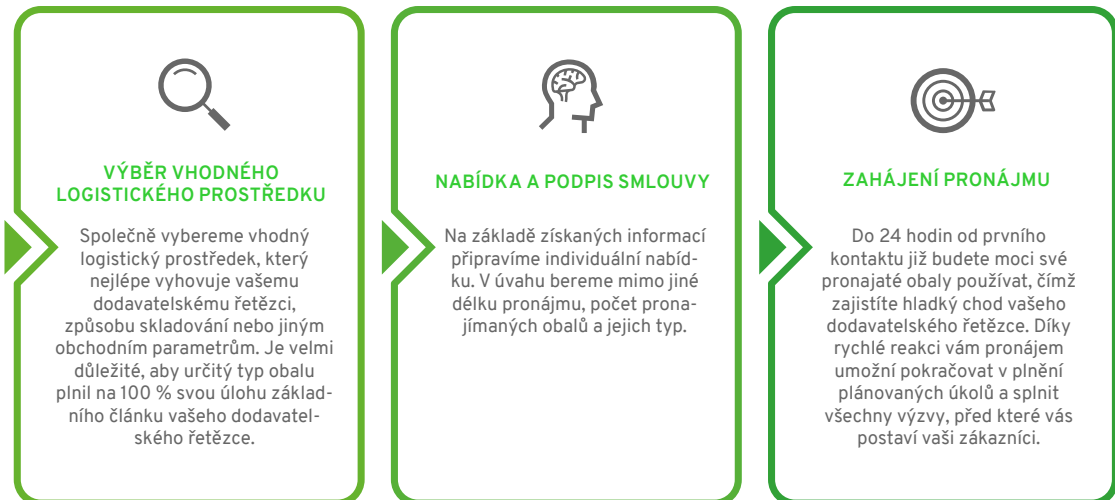 VÝBĚR VHODNÉHO
LOGISTICKÉHO PROSTŘEDKU
Společně vybereme vhodný
logistický prostředek, který
nejlépe vyhovuje vašemu
dodavatelskému řetězci,
způsobu skladování nebo jiným
obchodním parametrům. Je velmi
důležité, aby určitý typ obalu
plnil na 100 % svou úlohu základ-
ního článku vašeho dodavatel-
ského řetězce.
NABÍDKA A PODPIS SMLOUVY
Na základě získaných informací
připravíme individuální nabíd-
ku. V úvahu bereme mimo jiné
délku pronájmu, počet prona-
jímaných obalů a jejich typ.
ZAHÁJENÍ PRONÁJMU
Do 24 hodin od prvního
kontaktu již budete moci své
pronajaté obaly používat, čímž
zajistíte hladký chod vašeho
dodavatelského řetězce. Díky
rychlé reakci vám pronájem
umožní pokračovat v plnění
plánovaných úkolů a splnit
všechny výzvy, před které vás
postaví vaši zákazníci.